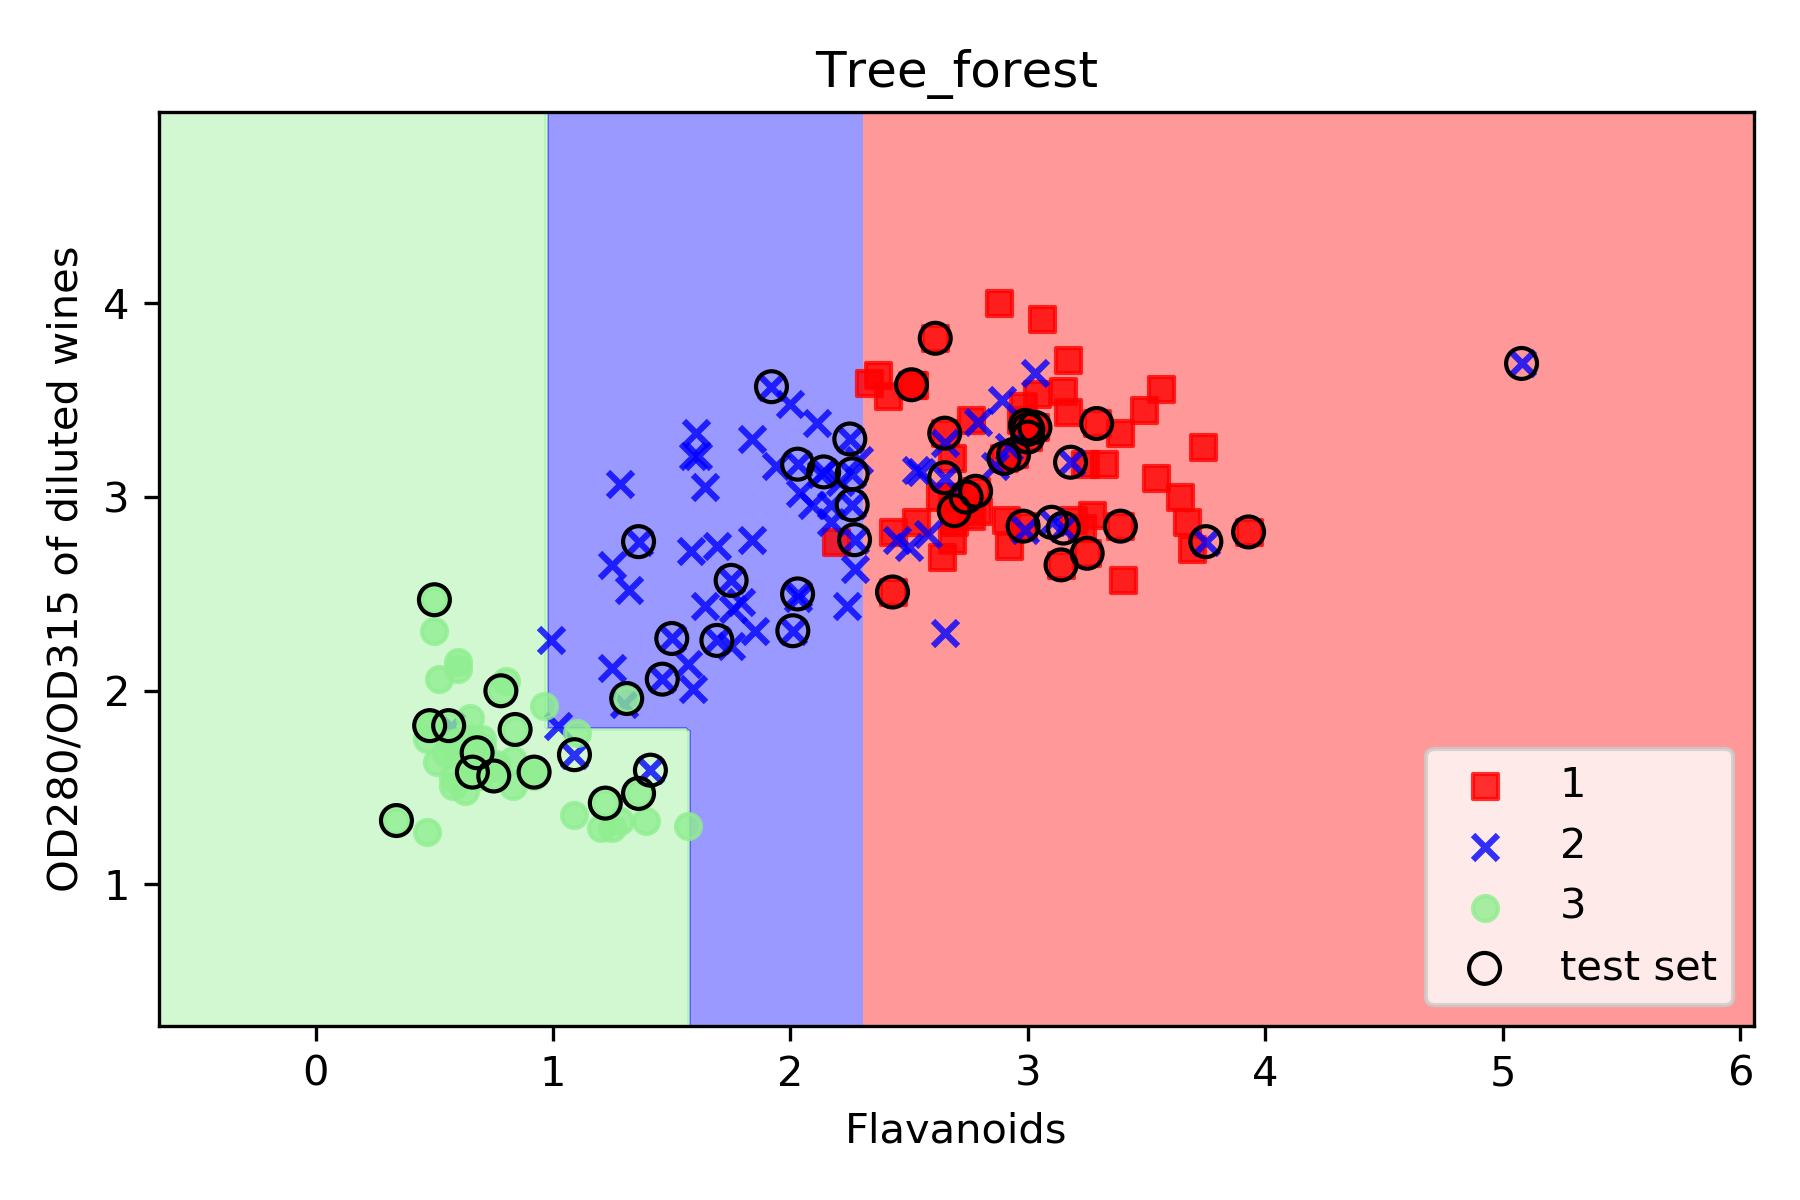 Tree_forest
OD280/OD315 of diluted wines
4
3
2
1
0 1 2 3 4 5 6
Flavanoids
1
2
3
test set